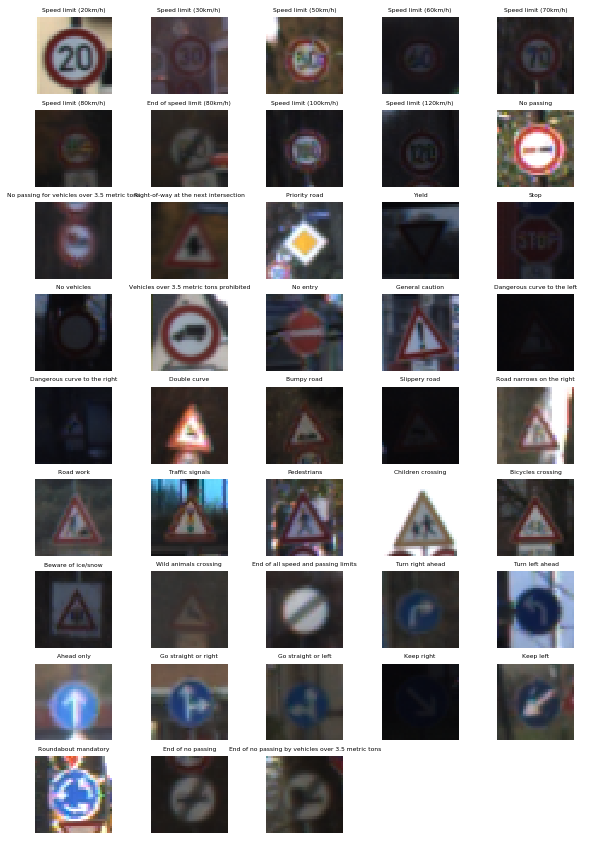 Speed limit (20km/h) Speed limit (30km/h) Speed limit (50km/h) Speed limit (60km/h) Speed limit (70km/h)
20 30 50 60 70
Speed limit (80km/h) End of speed limit (80km/h) Speed limit (100km/h) Speed limit (120km/h) No passing
120
No passing for vehicles over 3.5 metric tons Right-of-way at the next intersection Priority road Yield Stop
STOP
No vehicles Vehicles over 3.5 metric tons prohibited No entry General caution Dangerous curve to the left
Dangerous curve to the right Double curve Bumpy road Slippery road Road narrows on the right
Road work Traffic signals Pedestrians Children crossing Bicycles crossing
Beware of ice/snow Wild animals crossing End of all speed and passing limits Turn right ahead Turn left ahead
Ahead only Go straight or right Go straight or left Keep right Keep left
Roundabout mandatory End of no passing End of no passing by vehicles over 3.5 metric tons